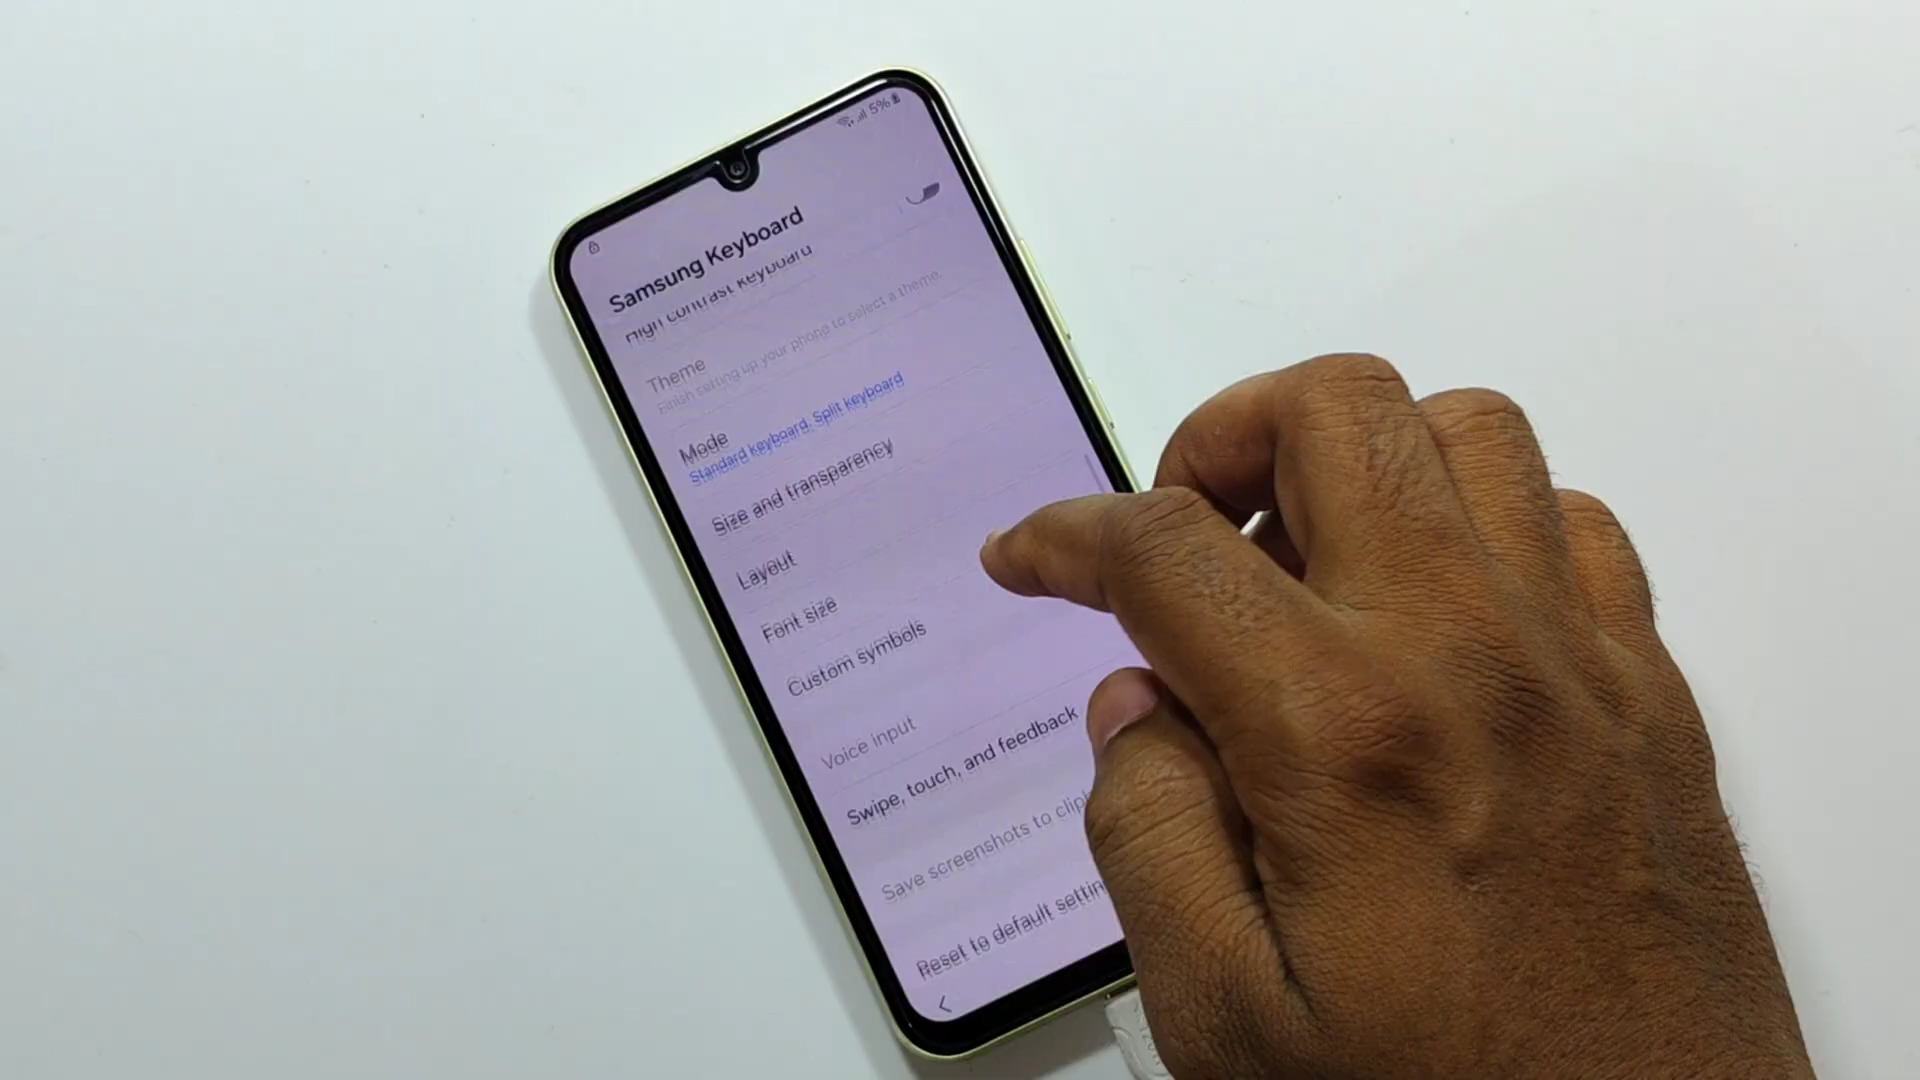 5%
Samsung Keyboard
High contrast keyboard
Theme
Finish setting up your phone to select a theme.
Mode
Standard keyboard, Split keyboard
Size and transparency
Layout
Font size
Custom symbols
Voice input
Swipe, touch, and feedback
Save screenshots to clipb
Reset to default settin